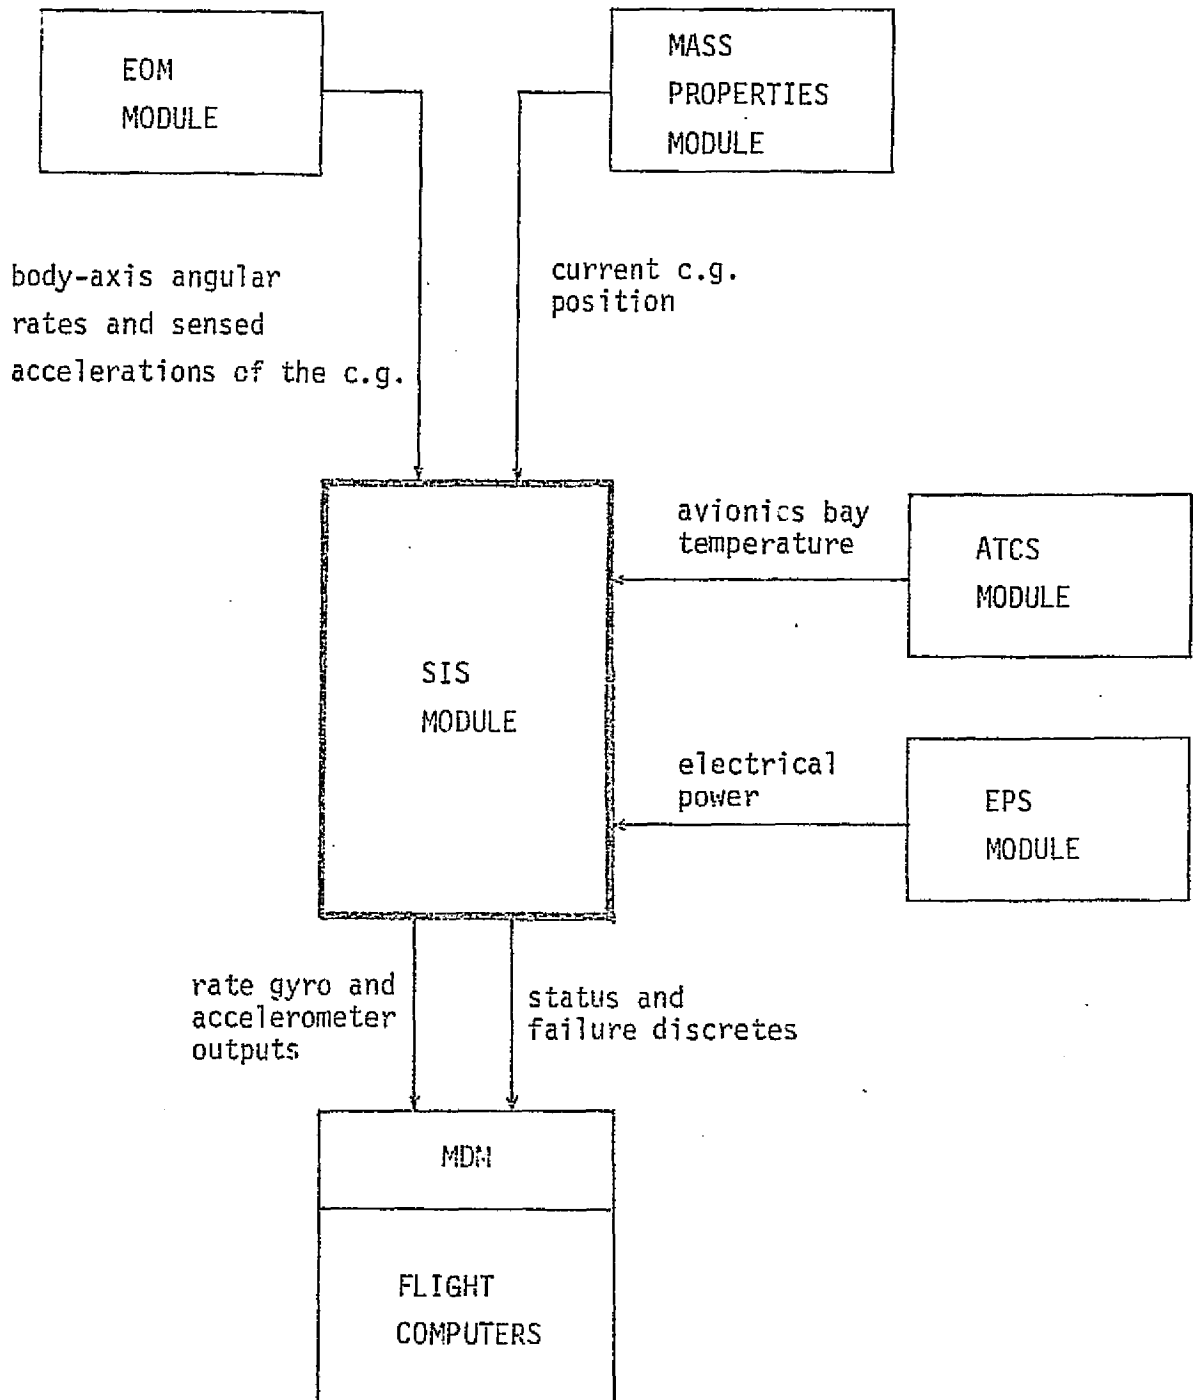 EOM
MODULE
MASS
PROPERTIES
MODULE
body-axis angular
rates and sensed
accelerations of the c.g.
current c.g.
position
avionics bay
temperature
ATCS
MODULE
SIS
MODULE
electrical
power
EPS
MODULE
rate gyro and
accelerometer
outputs
status and
failure discretes
MDM
FLIGHT
COMPUTERS